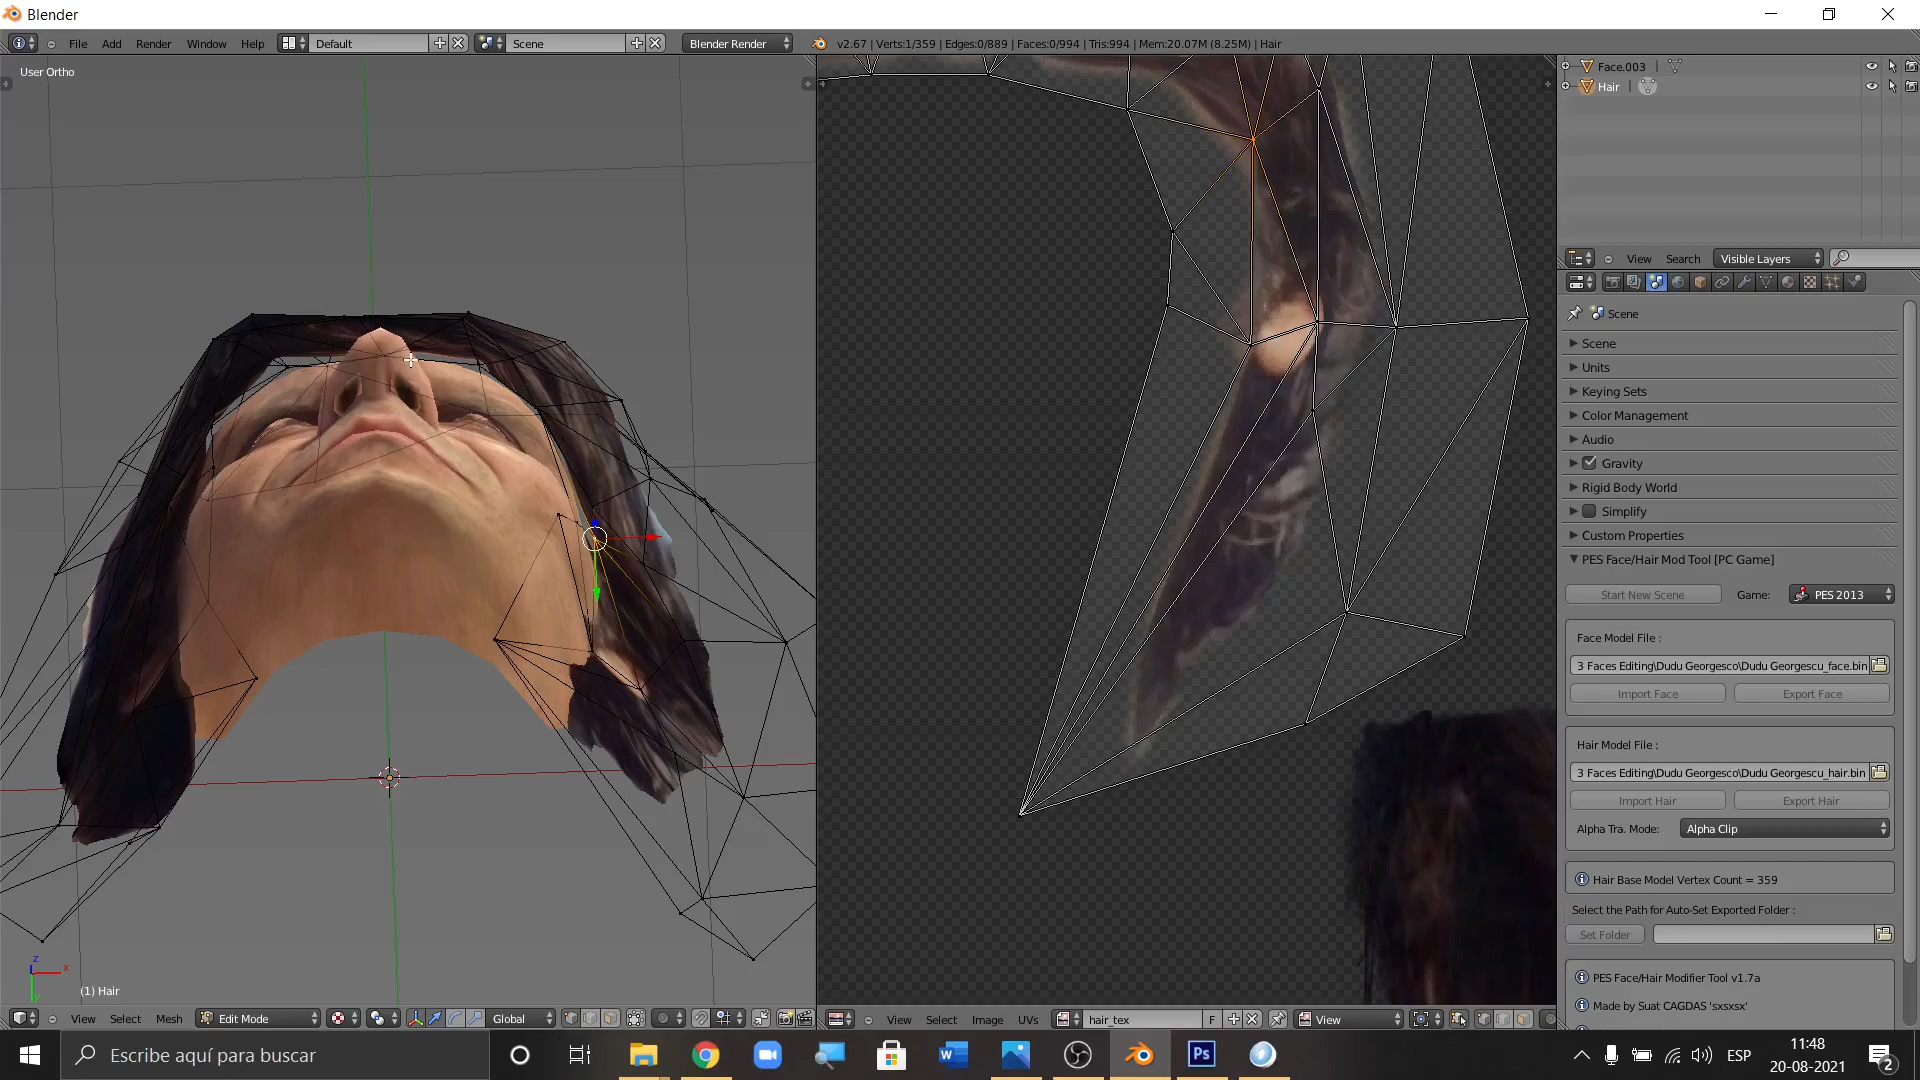 Blender
File Add Render Window Help Default Scene Blender Render v2.67 | Verts:1/359 | Edges:0/889 | Faces:0/994 | Tris:994 | Mem:20.07M (8.25M) | Hair
User Ortho
Face.003
Hair
View Search Visible Layers
Scene
Scene
Units
Keying Sets
Color Management
Audio
Gravity
Rigid Body World
Simplify
Custom Properties
PES Face/Hair Mod Tool [PC Game]
Start New Scene Game: PES 2013
Face Model File :
3 Faces Editing\Dudu Georgesco\Dudu Georgescu_face.bin
Import Face Export Face
Hair Model File :
3 Faces Editing\Dudu Georgesco\Dudu Georgescu_hair.bin
Import Hair Export Hair
Alpha Tra. Mode: Alpha Clip
Hair Base Model Vertex Count = 359
Select the Path for Auto-Set Exported Folder :
Set Folder
PES Face/Hair Modifier Tool v1.7a
Made by Suat CAGDAS 'sxsxsx'
z
x
y
(1) Hair
View Select Mesh Edit Mode Global
View Select Image UVs hair_tex F View
Escribe aquí para buscar
W
Ps
ESP
11:48
20-08-2021
2